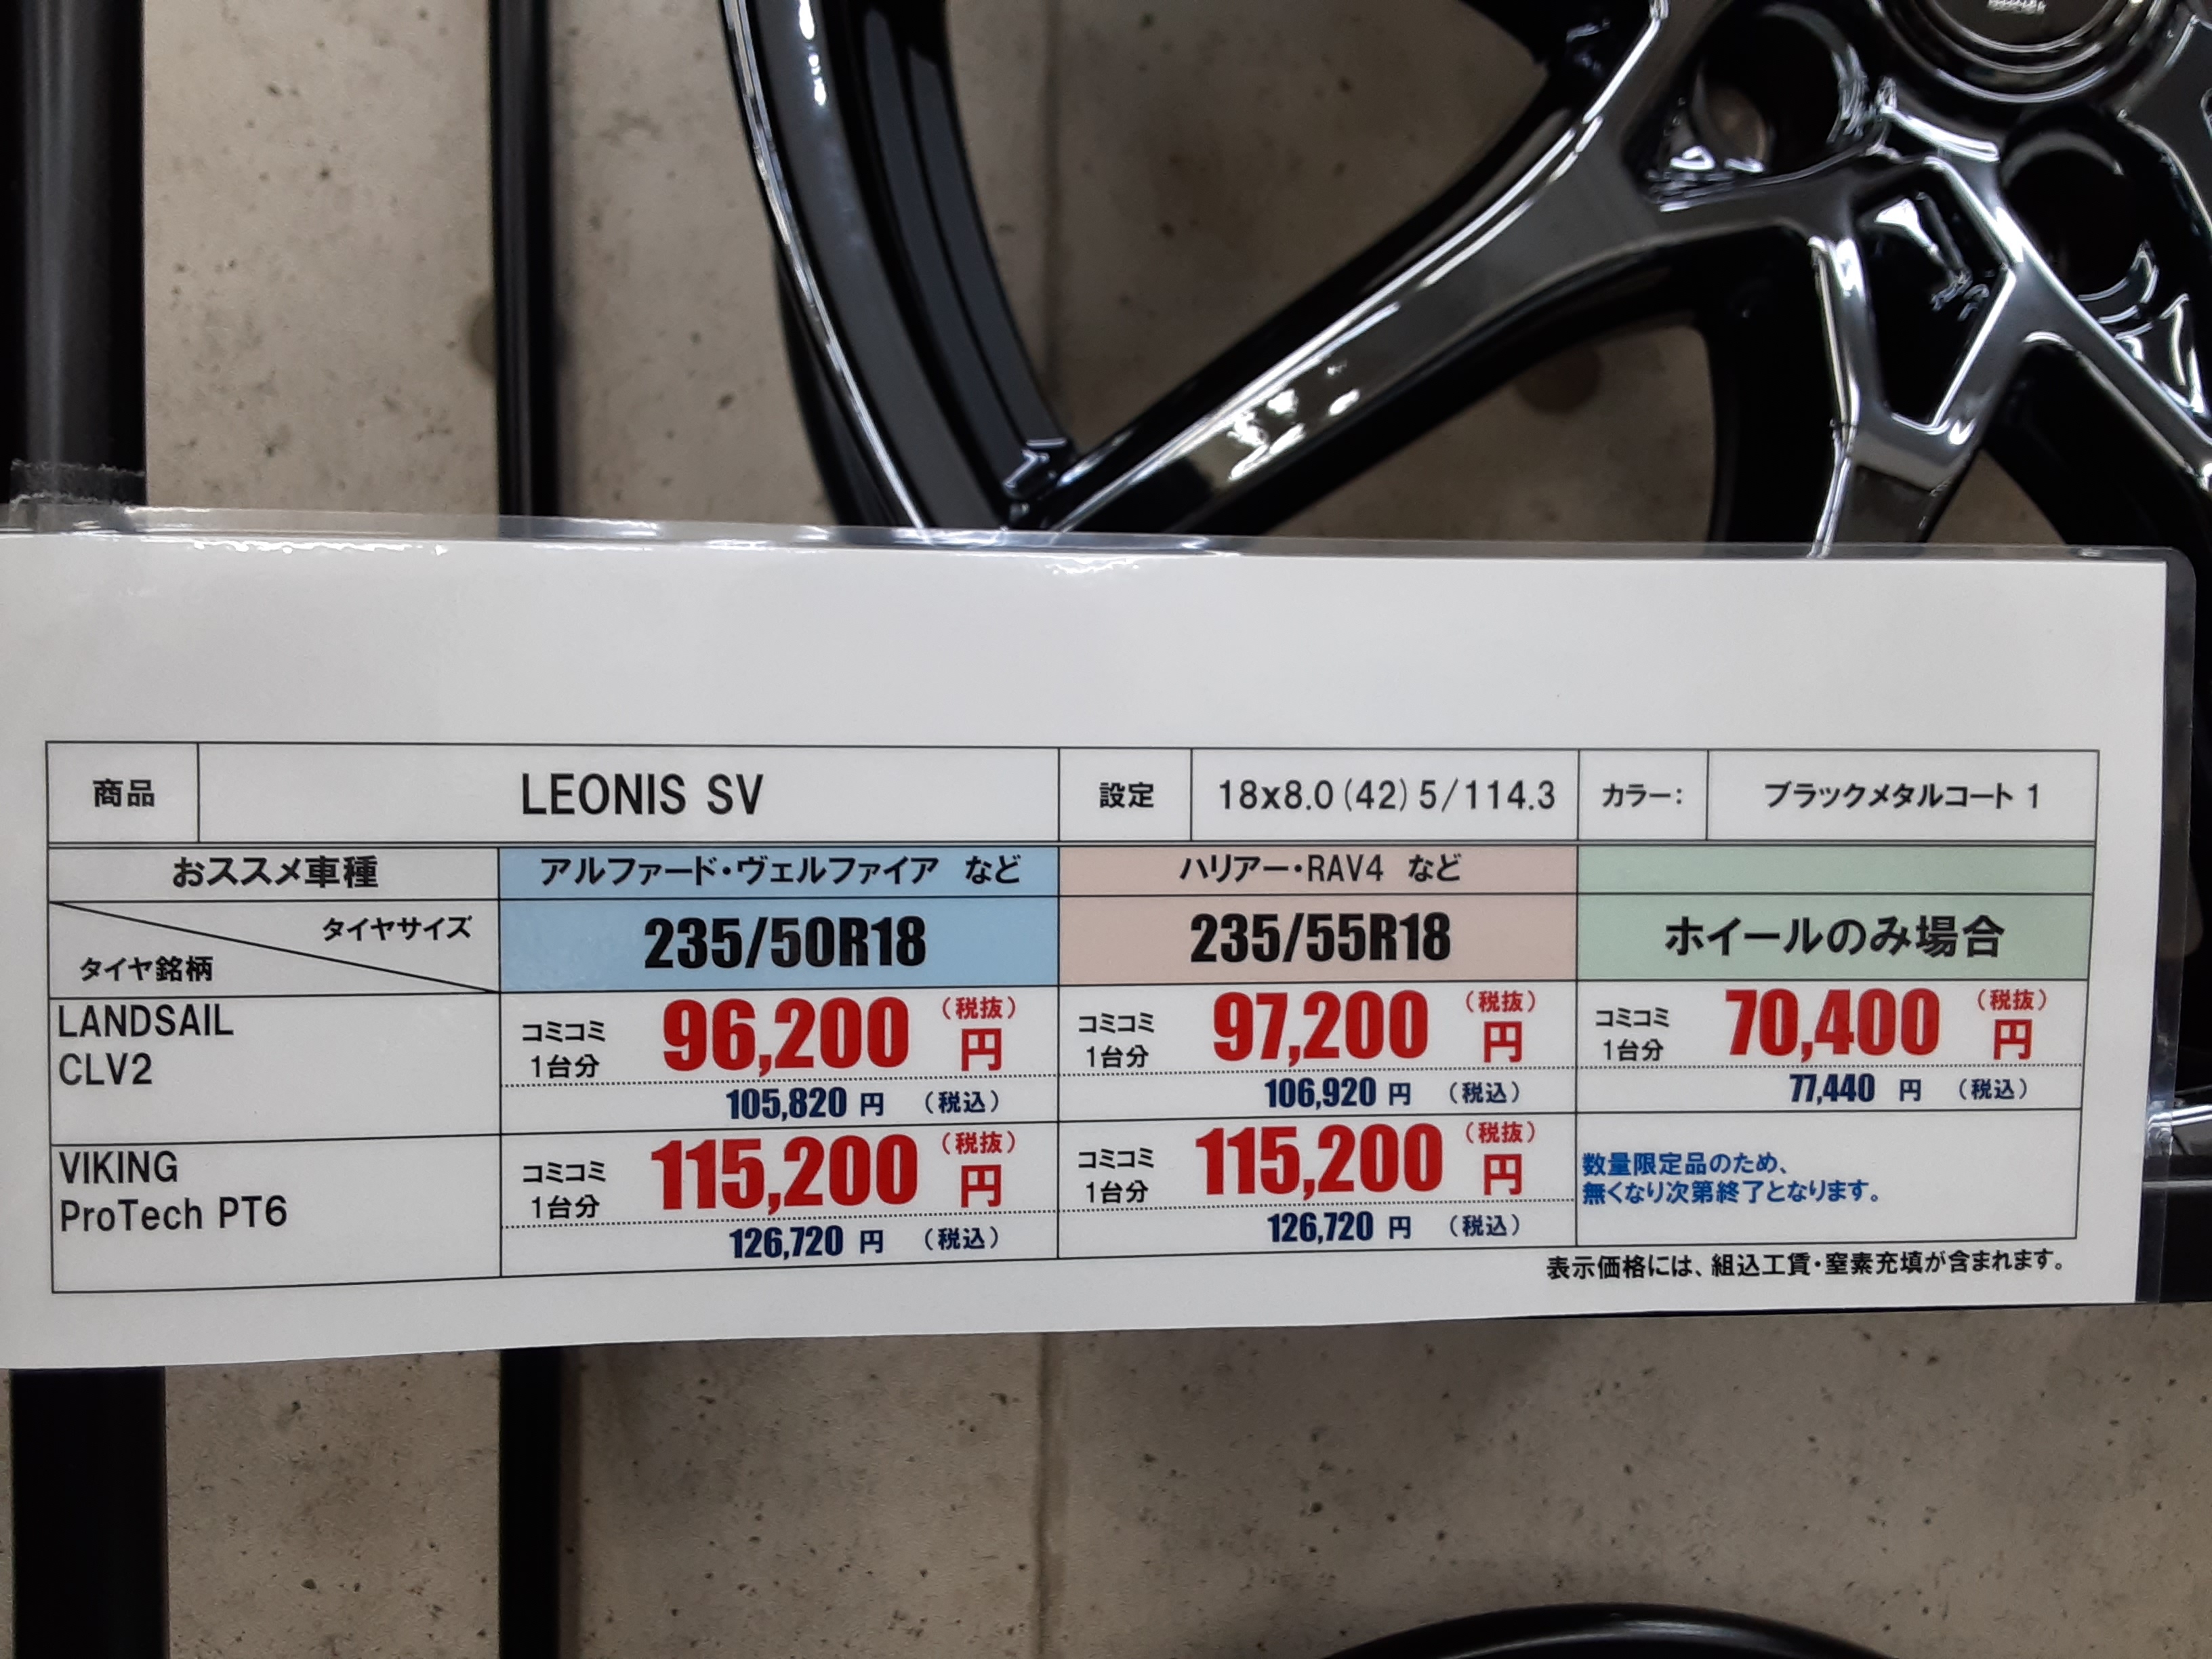 商品 LEONIS SV 設定 18x8.0(42)5/114.3 カラー: ブラックメタルコート 1
おススメ車種 アルファード・ヴェルファイア など ハリアー・RAV4 など
タイヤサイズ
タイヤ銘柄
235/50R18 235/55R18 ホイールのみ場合
LANDSAIL
CLV2
コミコミ
1台分
96,200 円 (税抜)
105,820 円 (税込)
コミコミ
1台分
97,200 円 (税抜)
106,920 円 (税込)
コミコミ
1台分
70,400 円 (税抜)
77,440 円 (税込)
VIKING
ProTech PT6
コミコミ
1台分
115,200 円 (税抜)
126,720 円 (税込)
コミコミ
1台分
115,200 円 (税抜)
126,720 円 (税込)
数量限定品のため、
無くなり次第終了となります。
表示価格には、組込工賃・窒素充填が含まれます。